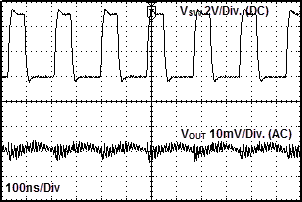 VSW 2V/Div. (DC)
VOUT 10mV/Div. (AC)
100ns/Div